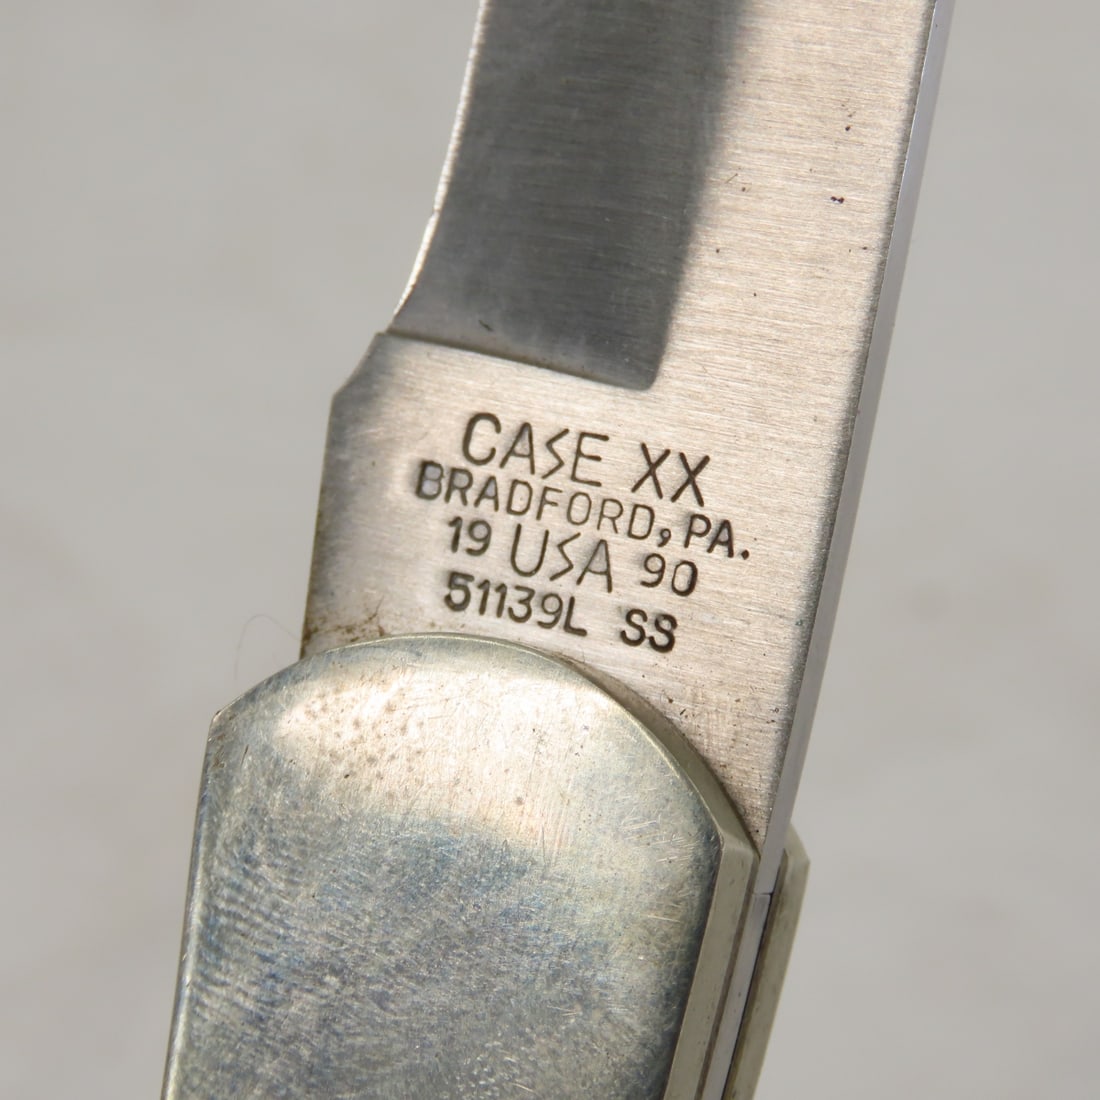 CASE XX
BRADFORD, PA.
19 USA 90
51139L SS